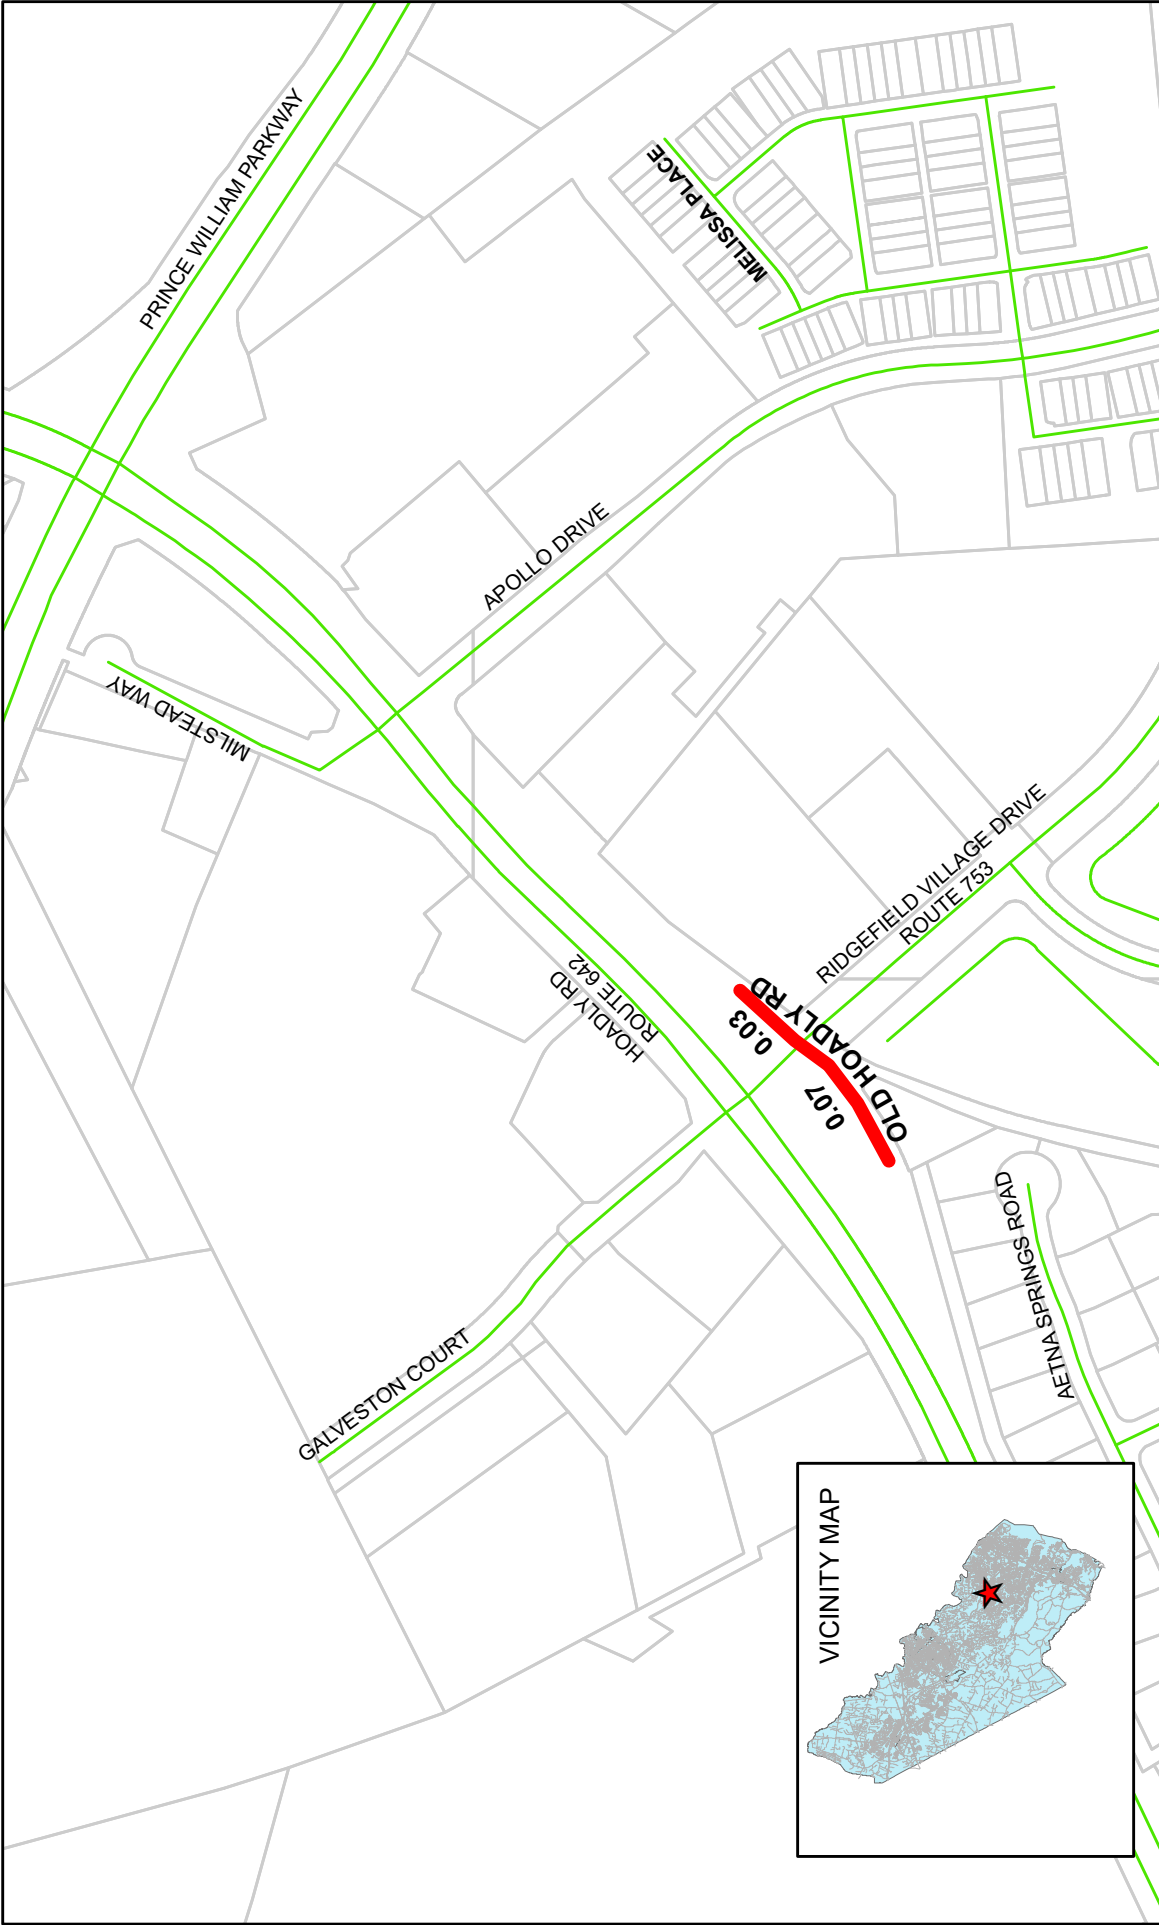 PRINCE WILLIAM PARKWAY
MELISSA PLACE
APOLLO DRIVE
MILSTEAD WAY
RIDGEFIELD VILLAGE DRIVE
ROUTE 753
HOADLY RD
ROUTE 642
OLD HOADLY RD
0.03
0.07
AETNA SPRINGS ROAD
GALVESTON COURT
VICINITY MAP